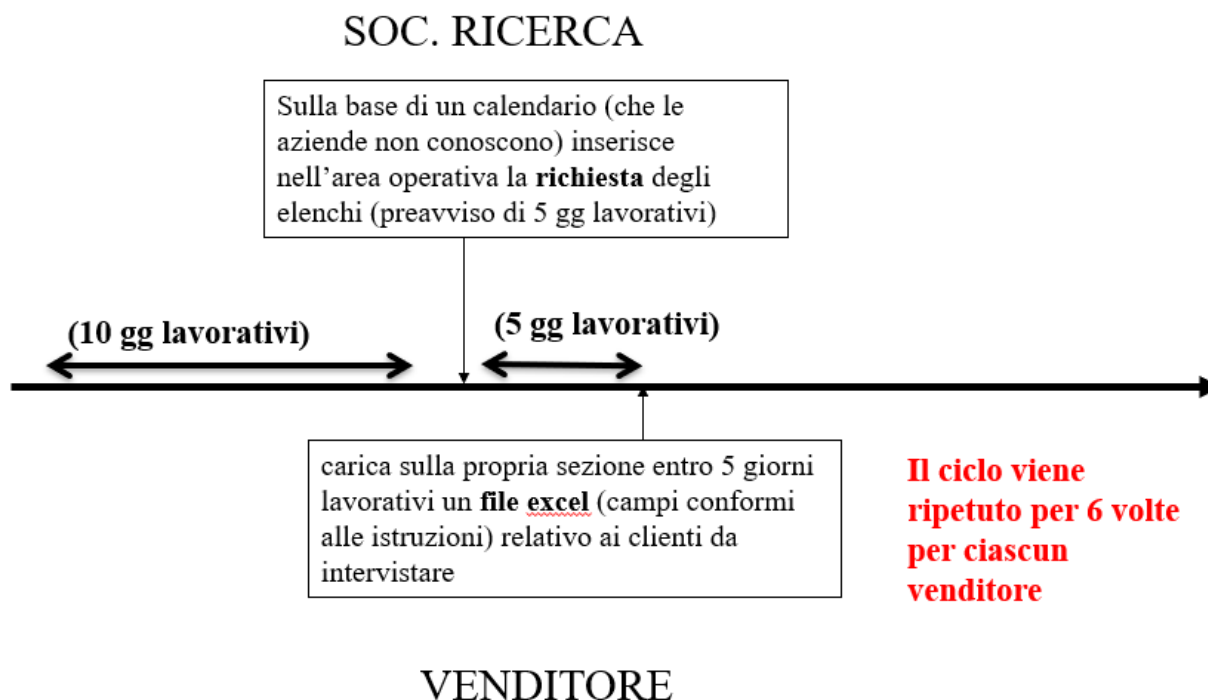 SOC. RICERCA
Sulla base di un calendario (che le
aziende non conoscono) inserisce
nell’area operativa la richiesta degli
elenchi (preavviso di 5 gg lavorativi)
(10 gg lavorativi)
(5 gg lavorativi)
carica sulla propria sezione entro 5 giorni
lavorativi un file excel (campi conformi
alle istruzioni) relativo ai clienti da
intervistare
Il ciclo viene
ripetuto per 6 volte
per ciascun
venditore
VENDITORE